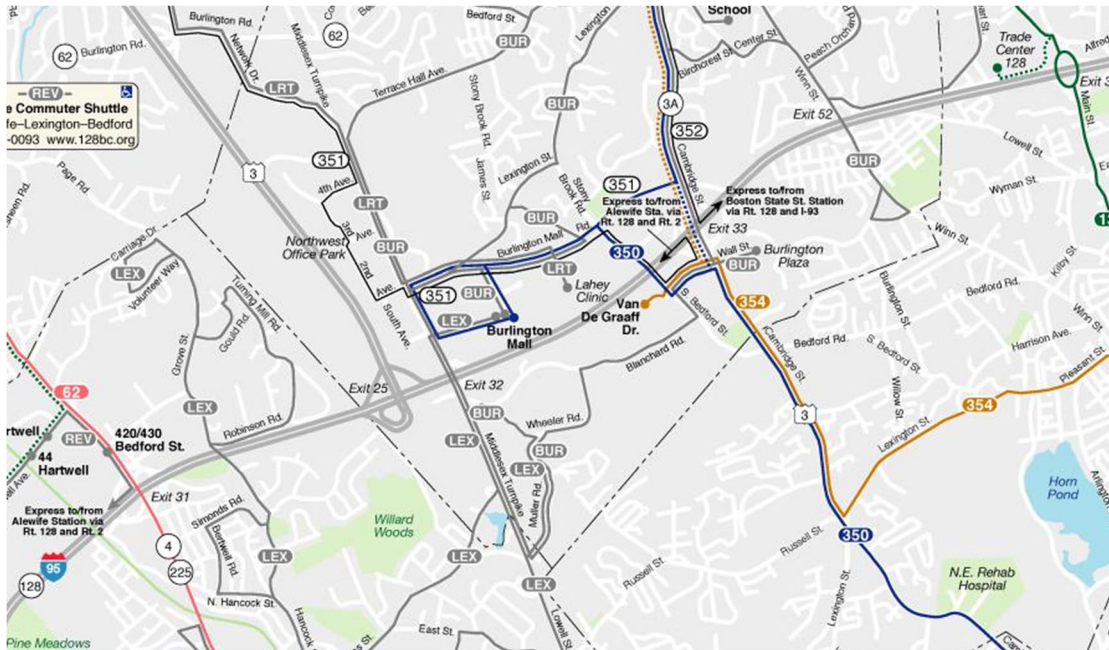 Burlington Rd.
62
Burlington Rd.
REV
e Commuter Shuttle
fe–Lexington–Bedford
-0093 www.128bc.org
Network Dr.
LRT
Middlesex Turpike
62
Bedford St.
BUR
Lexington
School
Center St.
Birchcrest St.
Peach Orchard
Winn St.
Trade
Center
128
Main St.
Terrace Hall Ave.
LRT
Stony Brook Rd.
BUR
3A
352
Cambridge St.
Exit 52
BUR
Lowell St.
Wyman St.
Page Rd
3
351
4th Ave.
LRT
James St.
Lexington St.
Stony
Brook Rd.
BUR
351
Express to/from
Alewife Sta. via
Rt. 128 and Rt. 2
Express to/from
Boston State St. Station
via Rt. 128 and I-93
Exit 33
Carriage Dr.
LEX
Volunteer Way
Northwest
Office Park
3rd
Ave.
2nd
Ave.
BUR
Burlington Mall
Rd
350
Wall St.
BUR
Burlington
Plaza
Winn St.
Kilby St.
LRT
Lahey
Clinic
Turning Mill Rd.
Gould Rd.
Grove St.
351
BUR
LEX
Burlington
Mall
South Ave.
Van
De Graaff
Dr.
S. Bedford St.
354
Burlington St.
Bedford Rd.
Winn St.
Harrison Ave.
Bedford Rd.
S. Bedford St.
Pleasant St.
Cambridge St.
Willow St.
Blanchard Rd.
Exit 25
Exit 32
62
LEX
Robinson Rd.
BUR
Wheeler Rd.
LEX
BUR
3
354
Lexington St.
rtwell
REV
420/430
Bedford St.
44
Hartwell
Middlesex Turnpike
LEX
Muller Rd.
Horn
Pond
Arlington
Exit 31
Express to/from
Alewife Station via
Rt. 128 and Rt. 2
Simonds Rd.
Willard
Woods
350
Russell St.
4
Bertwell Rd.
LEX
LEX
95
225
128
LEX
Russell St.
N.E. Rehab
Hospital
Lexington St.
N. Hancock St.
Hancock
East St.
Lowell St.
Pine Meadows